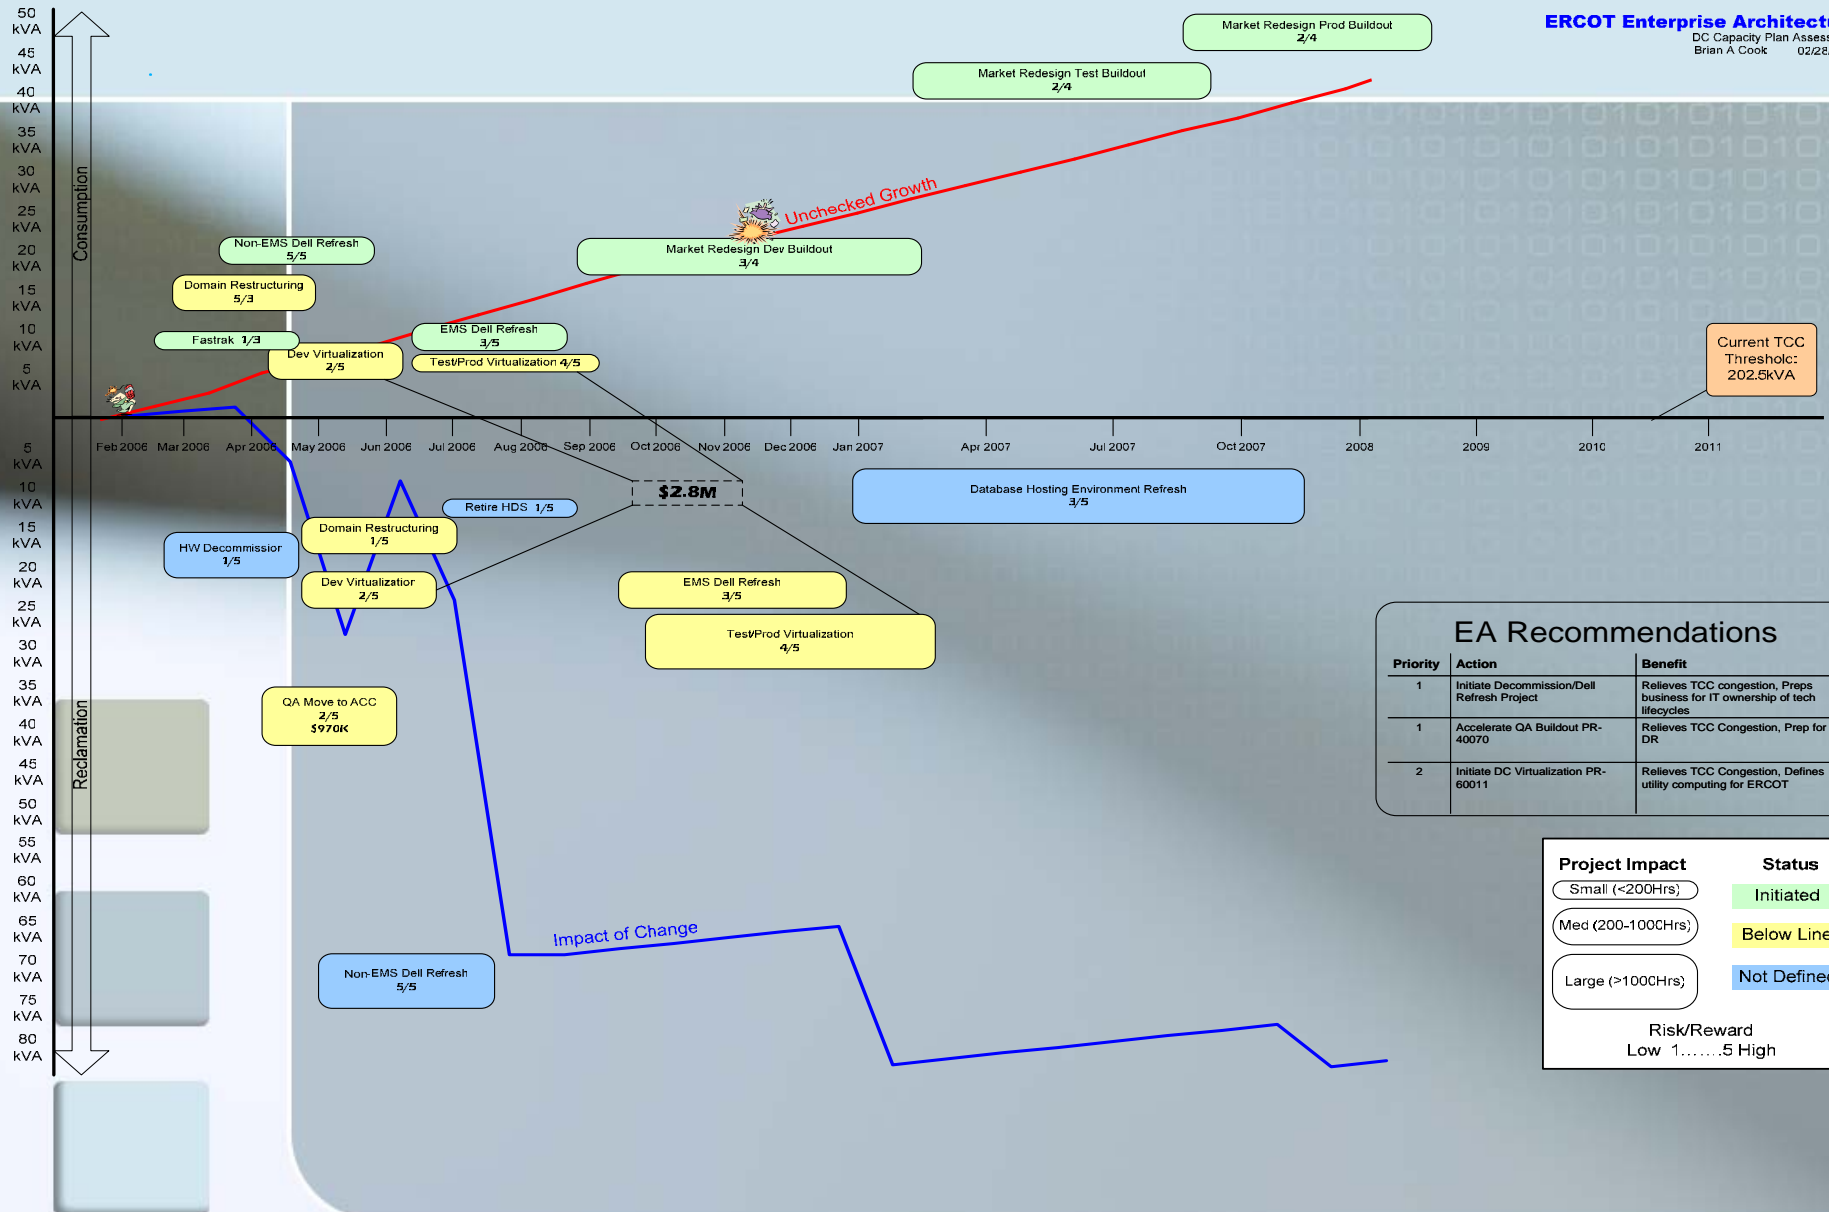 ERCOT Enterprise Architectu
DC Capacity Plan Assess
Brian A Cook 02/28
50
kVA
45
kVA
40
kVA
35
kVA
30
kVA
25
kVA
20
kVA
15
kVA
10
kVA
5
kVA
5
kVA
10
kVA
15
kVA
20
kVA
25
kVA
30
kVA
35
kVA
40
kVA
45
kVA
50
kVA
55
kVA
60
kVA
65
kVA
70
kVA
75
kVA
80
kVA
Consumption
Reclamation
Market Redesign Prod Buildout
2/4
Market Redesign Test Buildout
2/4
Unchecked Growth
Market Redesign Dev Buildout
3/4
Non-EMS Dell Refresh
5/5
Domain Restructuring
5/3
Fastrak 1/3
Dev Virtualization
2/5
EMS Dell Refresh
3/5
Test/Prod Virtualization 4/5
Current TCC
Threshold:
202.5kVA
Feb 2006 Mar 2006 Apr 2006 May 2006 Jun 2006 Jul 2006 Aug 2006 Sep 2006 Oct 2006 Nov 2006 Dec 2006 Jan 2007 Apr 2007 Jul 2007 Oct 2007 2008 2009 2010 2011
$2.8M
Database Hosting Environment Refresh
3/5
Retire HDS 1/5
Domain Restructuring
1/5
HW Decommission
1/5
Dev Virtualization
2/5
EMS Dell Refresh
3/5
Test/Prod Virtualization
4/5
QA Move to ACC
2/5
$970K
Impact of Change
Non-EMS Dell Refresh
5/5
EA Recommendations
Priority Action Benefit
1 Initiate Decommission/Dell Relieves TCC congestion, Preps
Refresh Project business for IT ownership of tech
lifecycles
1 Accelerate QA Buildout PR- Relieves TCC Congestion, Prep for
40070 DR
2 Initiate DC Virtualization PR- Relieves TCC Congestion, Defines
60011 utility computing for ERCOT
Project Impact Status
Small (<200Hrs) Initiated
Med (200-1000Hrs) Below Line
Large (>1000Hrs) Not Defined
Risk/Reward
Low 1.......5 High